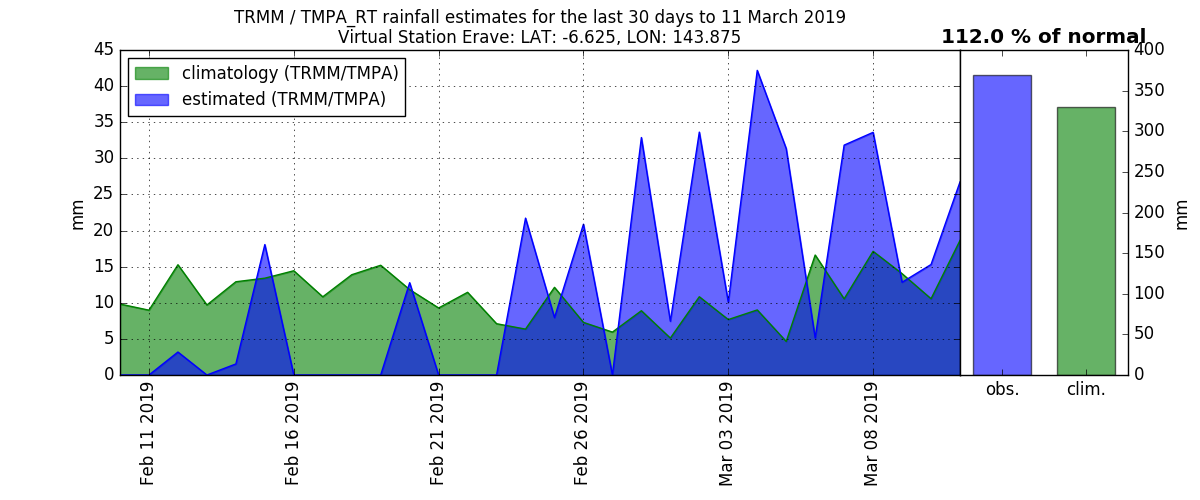 TRMM / TMPA_RT rainfall estimates for the last 30 days to 11 March 2019
Virtual Station Erave: LAT: -6.625, LON: 143.875
112.0 % of normal
climatology (TRMM/TMPA)
estimated (TRMM/TMPA)
45
40
35
30
25
20
15
10
5
0
mm
Feb 11 2019
Feb 16 2019
Feb 21 2019
Feb 26 2019
Mar 03 2019
Mar 08 2019
400
350
300
250
200
150
100
50
0
mm
obs.
clim.